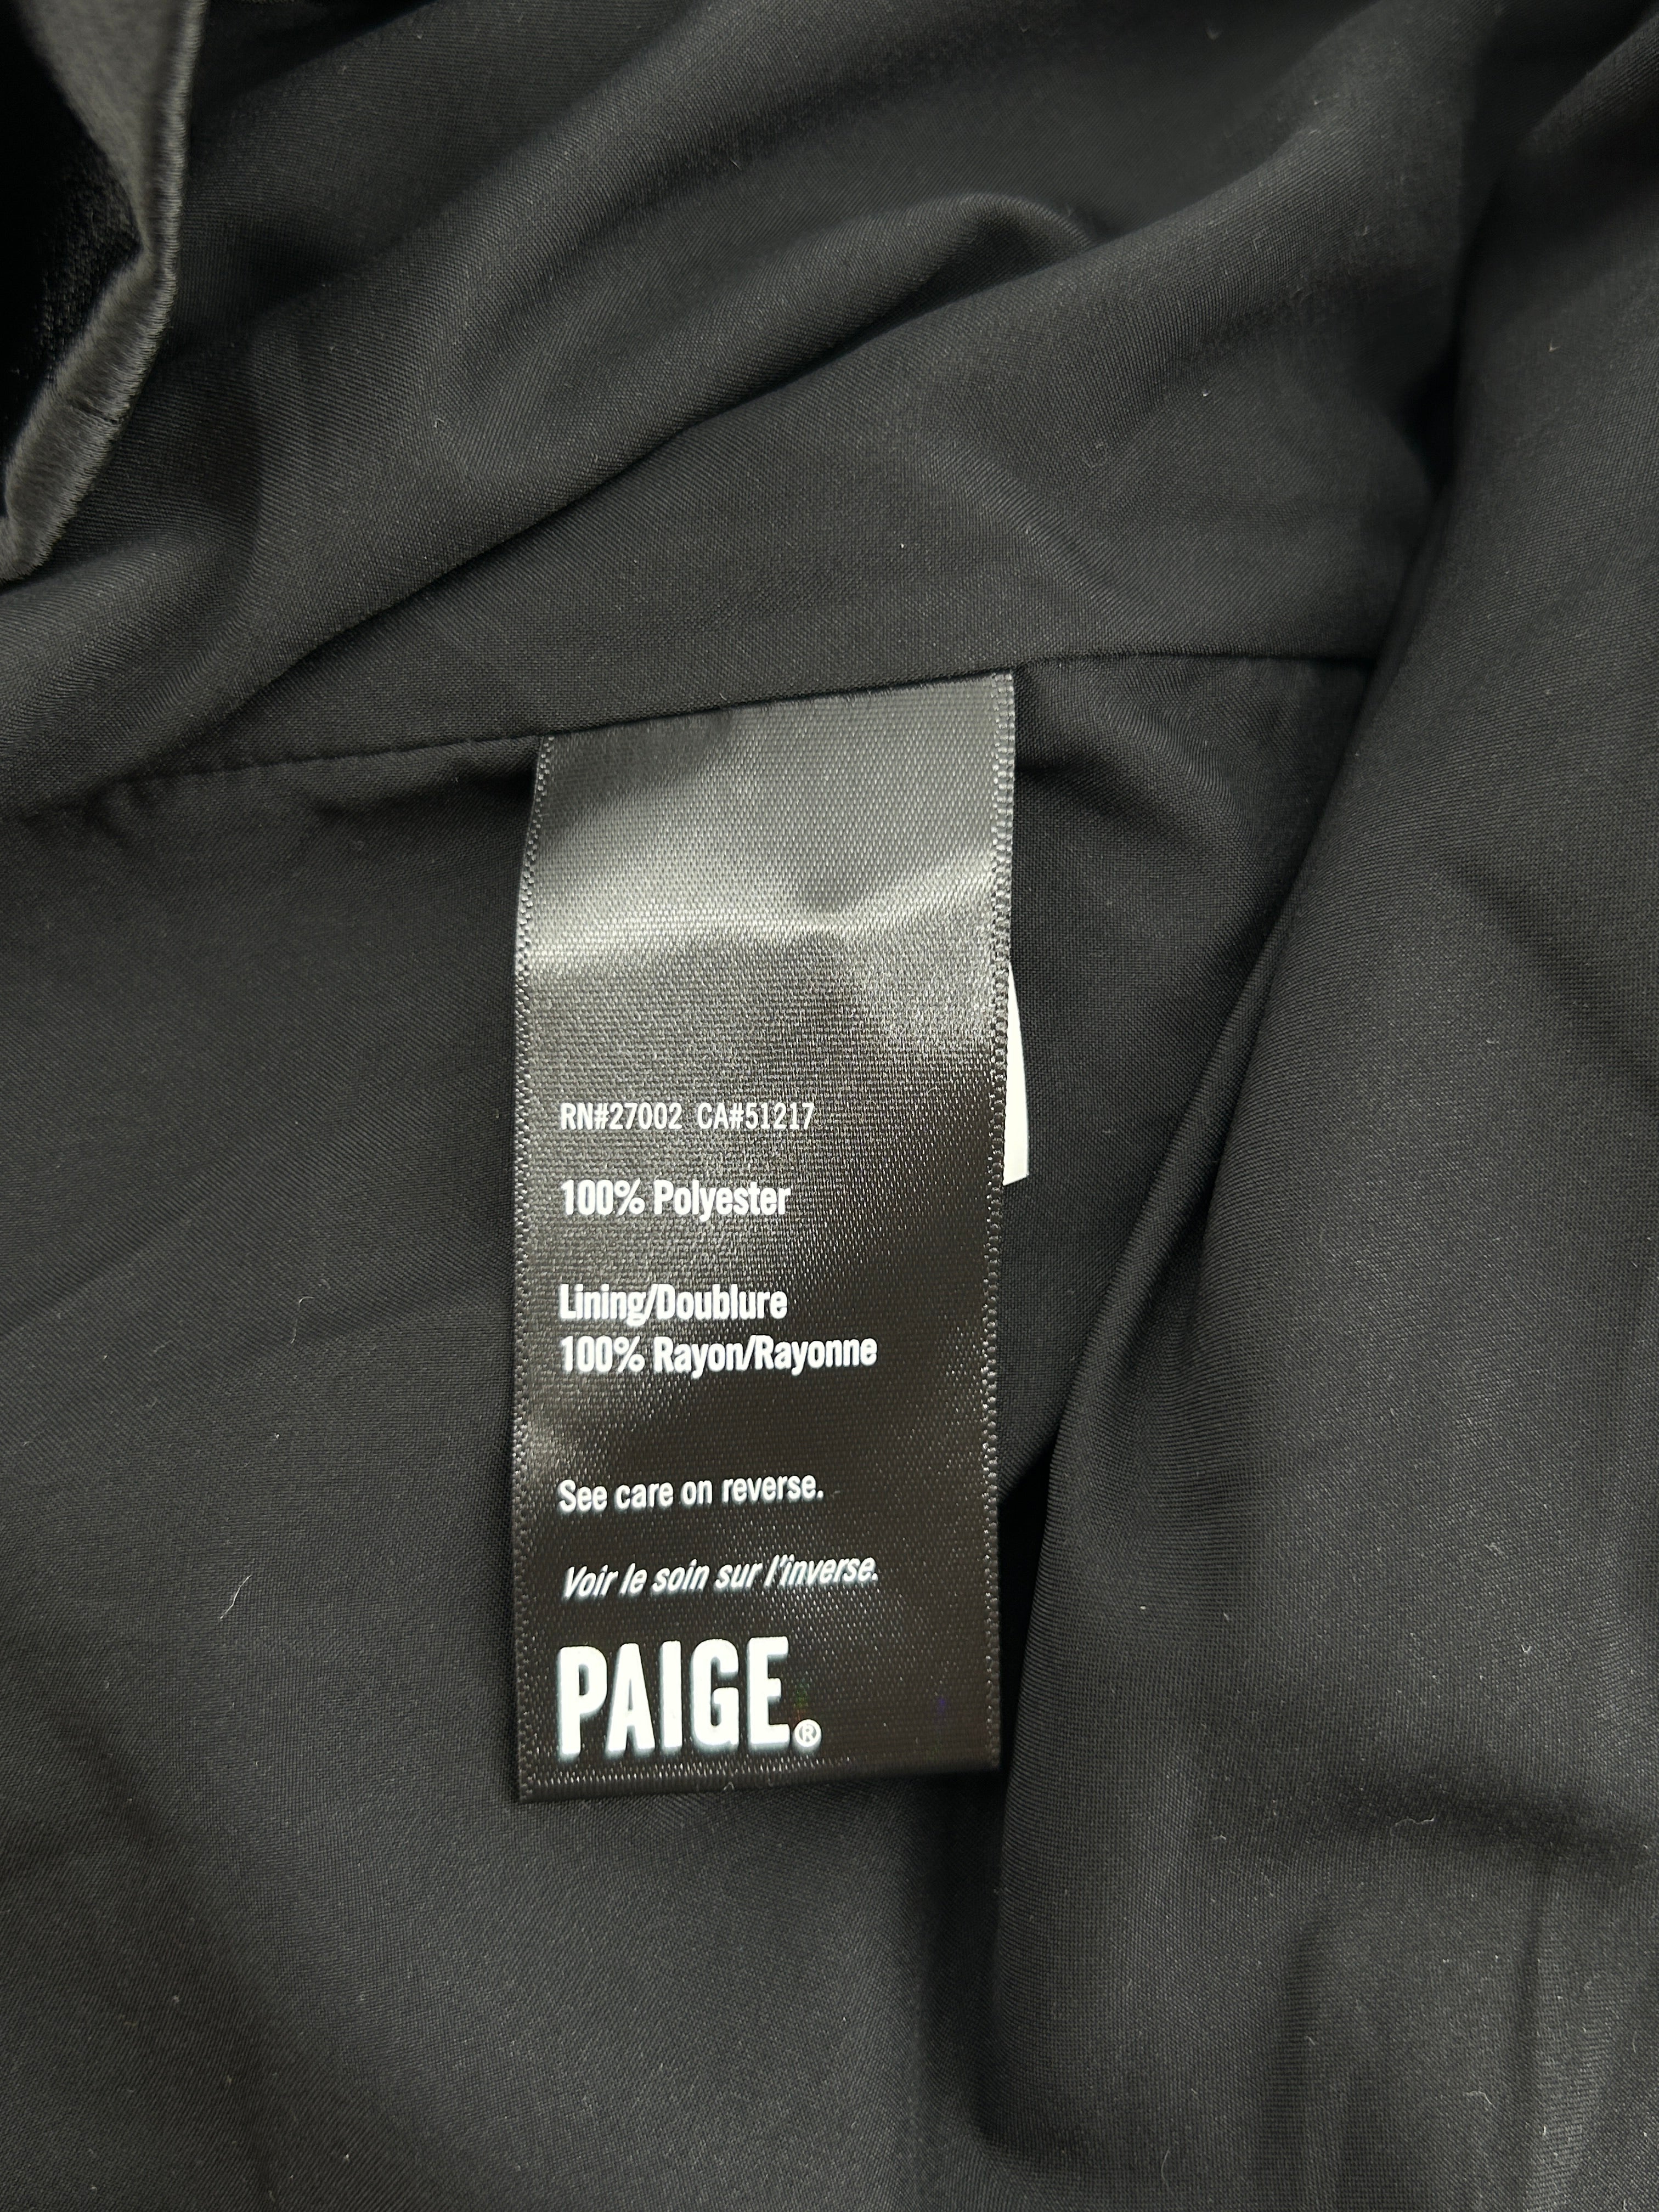 RN#27002 CA#51217
100% Polyester
Lining/Doublure
100% Rayon/Rayonne
See care on reverse.
Voir le soin sur l'inverse.
PAIGE®